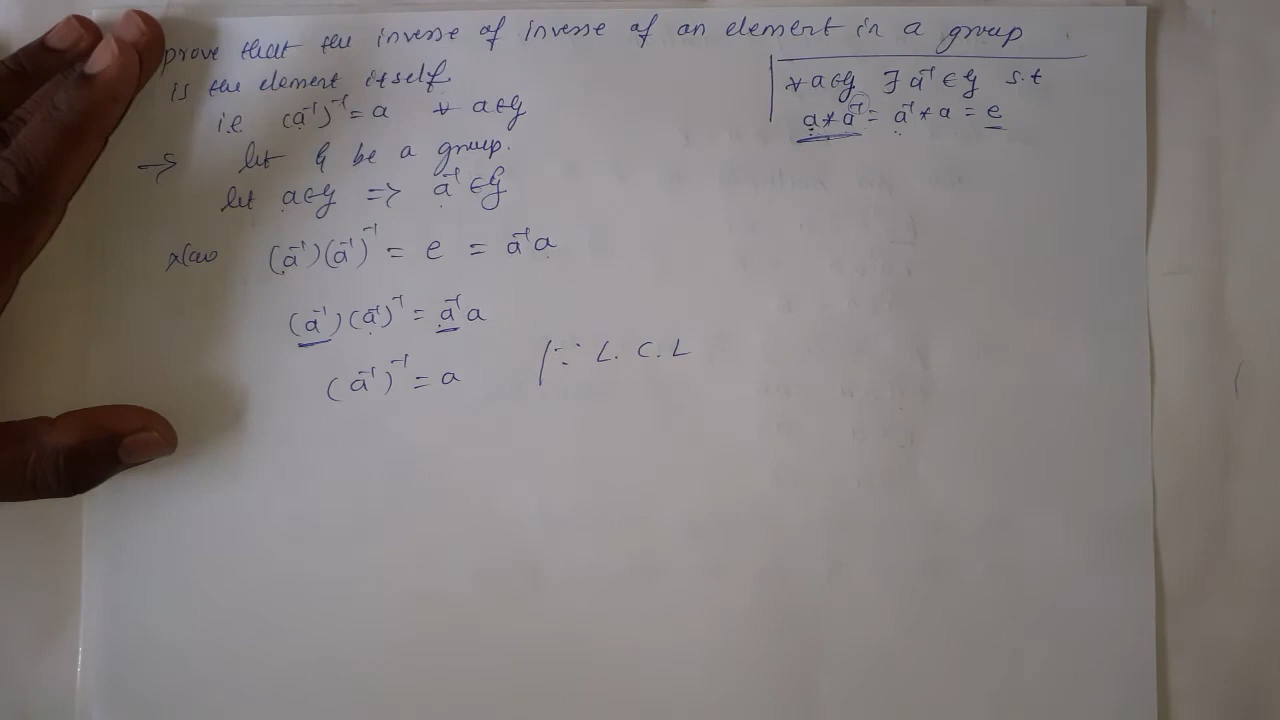 prove that the inverse of inverse of an element in a group
is the element itself.
i.e (a⁻¹)⁻¹ = a ∀ a∈G
→ let G be a group.
let a∈G => a⁻¹∈G
Now (a⁻¹)(a⁻¹)⁻¹ = e = a⁻¹a
(a⁻¹)(a⁻¹)⁻¹ = a⁻¹a
(a⁻¹)⁻¹ = a | ∵ L.C.L
∀ a∈G ∃ a⁻¹∈G s.t
a*a⁻¹ = a⁻¹*a = e